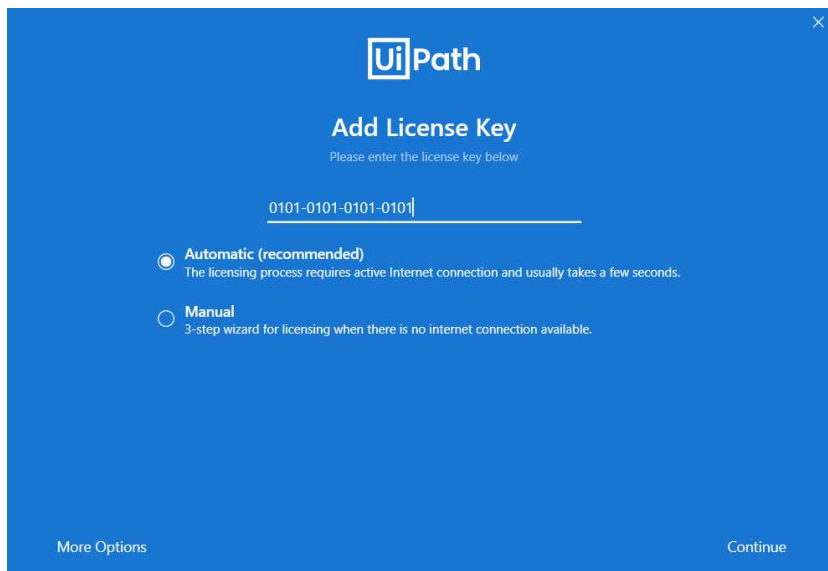 UiPath
Add License Key
Please enter the license key below
0101-0101-0101-0101
Automatic (recommended)
The licensing process requires active Internet connection and usually takes a few seconds.
Manual
3-step wizard for licensing when there is no internet connection available.
More Options
Continue